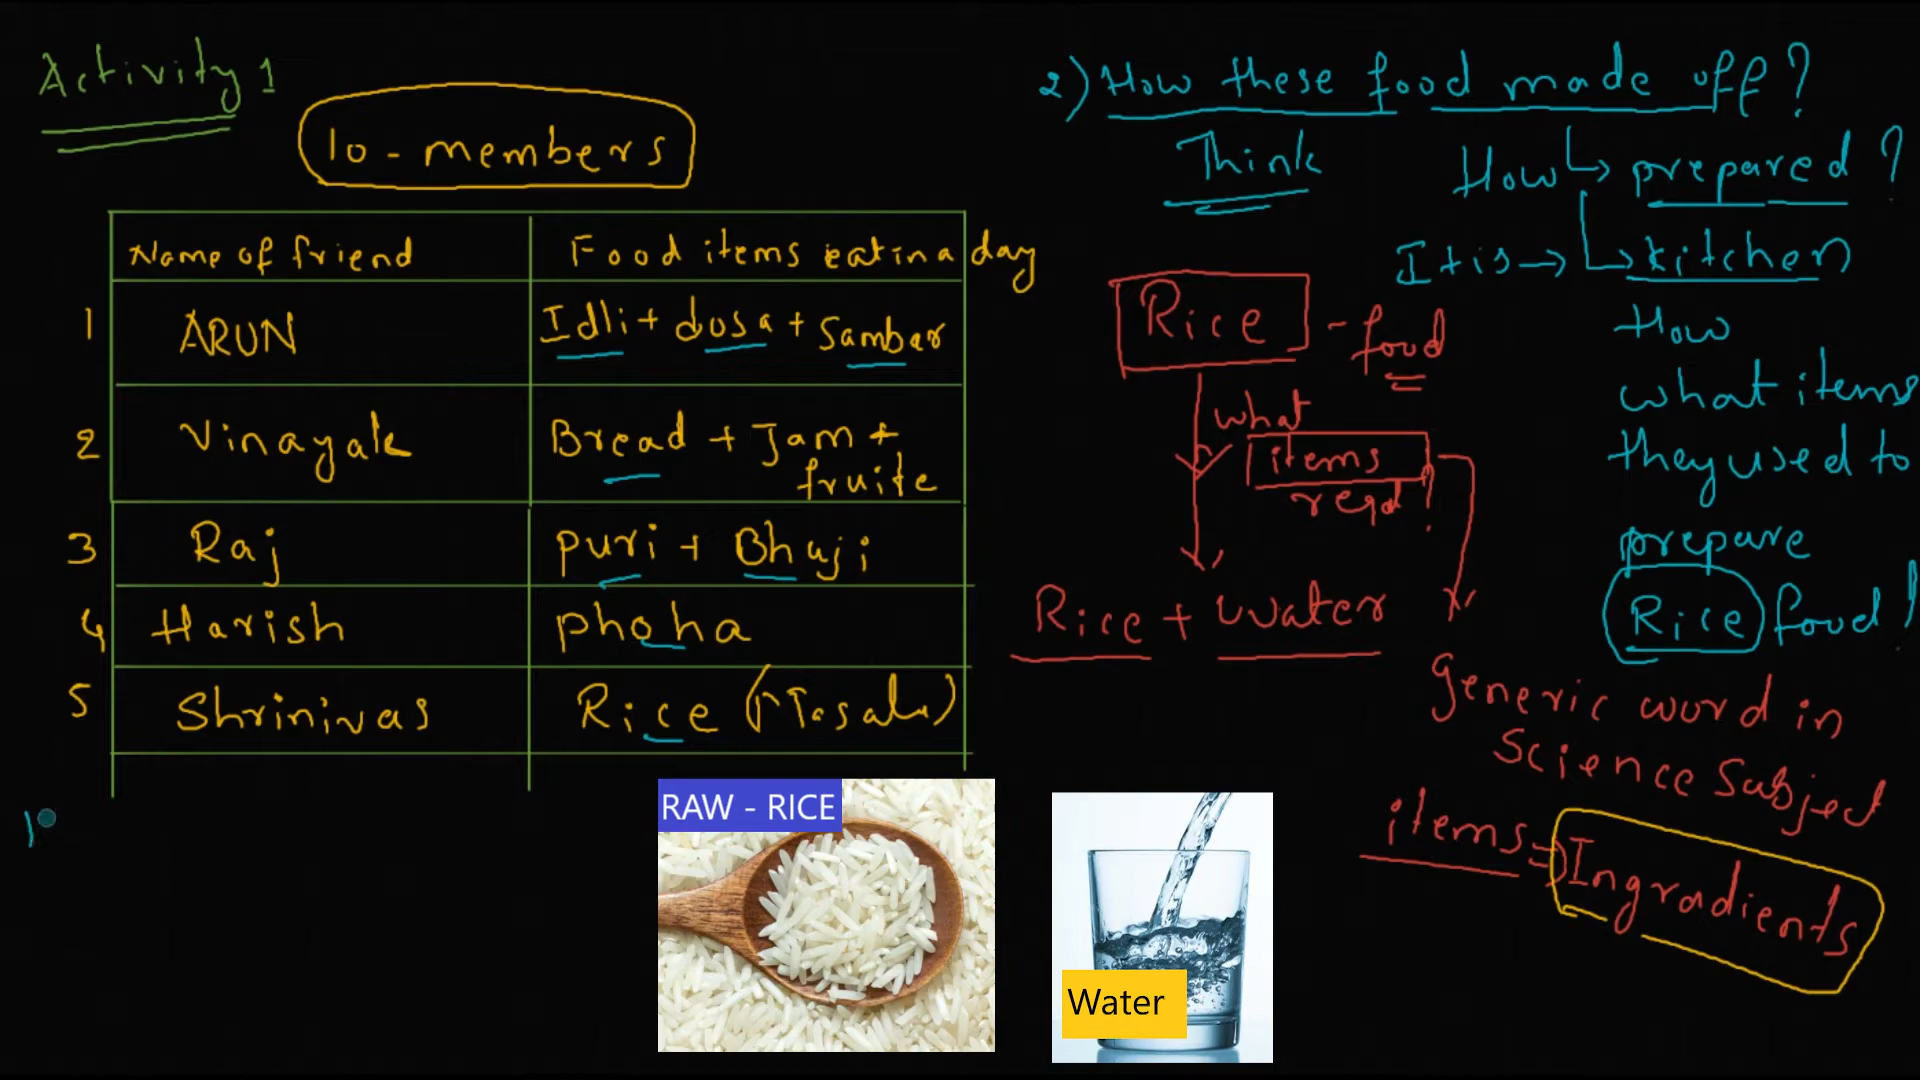 Activity 1
10 - members
Name of friend Food items eat in a day
1 ARUN Idli + dosa + Sambar
2 Vinayak Bread + Jam +
fruite
3 Raj puri + Bhaji
4 Harish phoha
5 Shrinivas Rice (Masala)
2) How these food made off?
Think
How prepared?
It is → kitchen
Rice - food
what
items
reqd?
Rice + Water
How
what items
they used to
prepare
Rice food!
Generic word in
Science Subject
items ⇒ Ingradients
RAW - RICE
Water